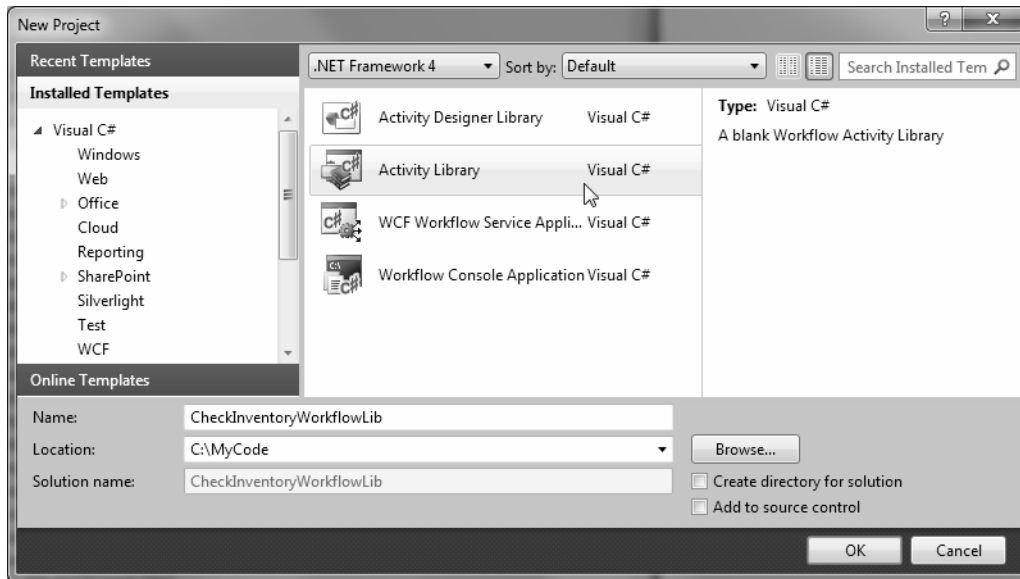 New Project
Recent Templates
Installed Templates
Visual C#
Windows
Web
Office
Cloud
Reporting
SharePoint
Silverlight
Test
WCF
Online Templates
.NET Framework 4
Sort by:
Default
Search Installed Tem
Activity Designer Library Visual C#
Activity Library Visual C#
WCF Workflow Service Appli... Visual C#
Workflow Console Application Visual C#
Type: Visual C#
A blank Workflow Activity Library
Name: CheckInventoryWorkflowLib
Location: C:\MyCode
Browse...
Solution name: CheckInventoryWorkflowLib
Create directory for solution
Add to source control
OK
Cancel